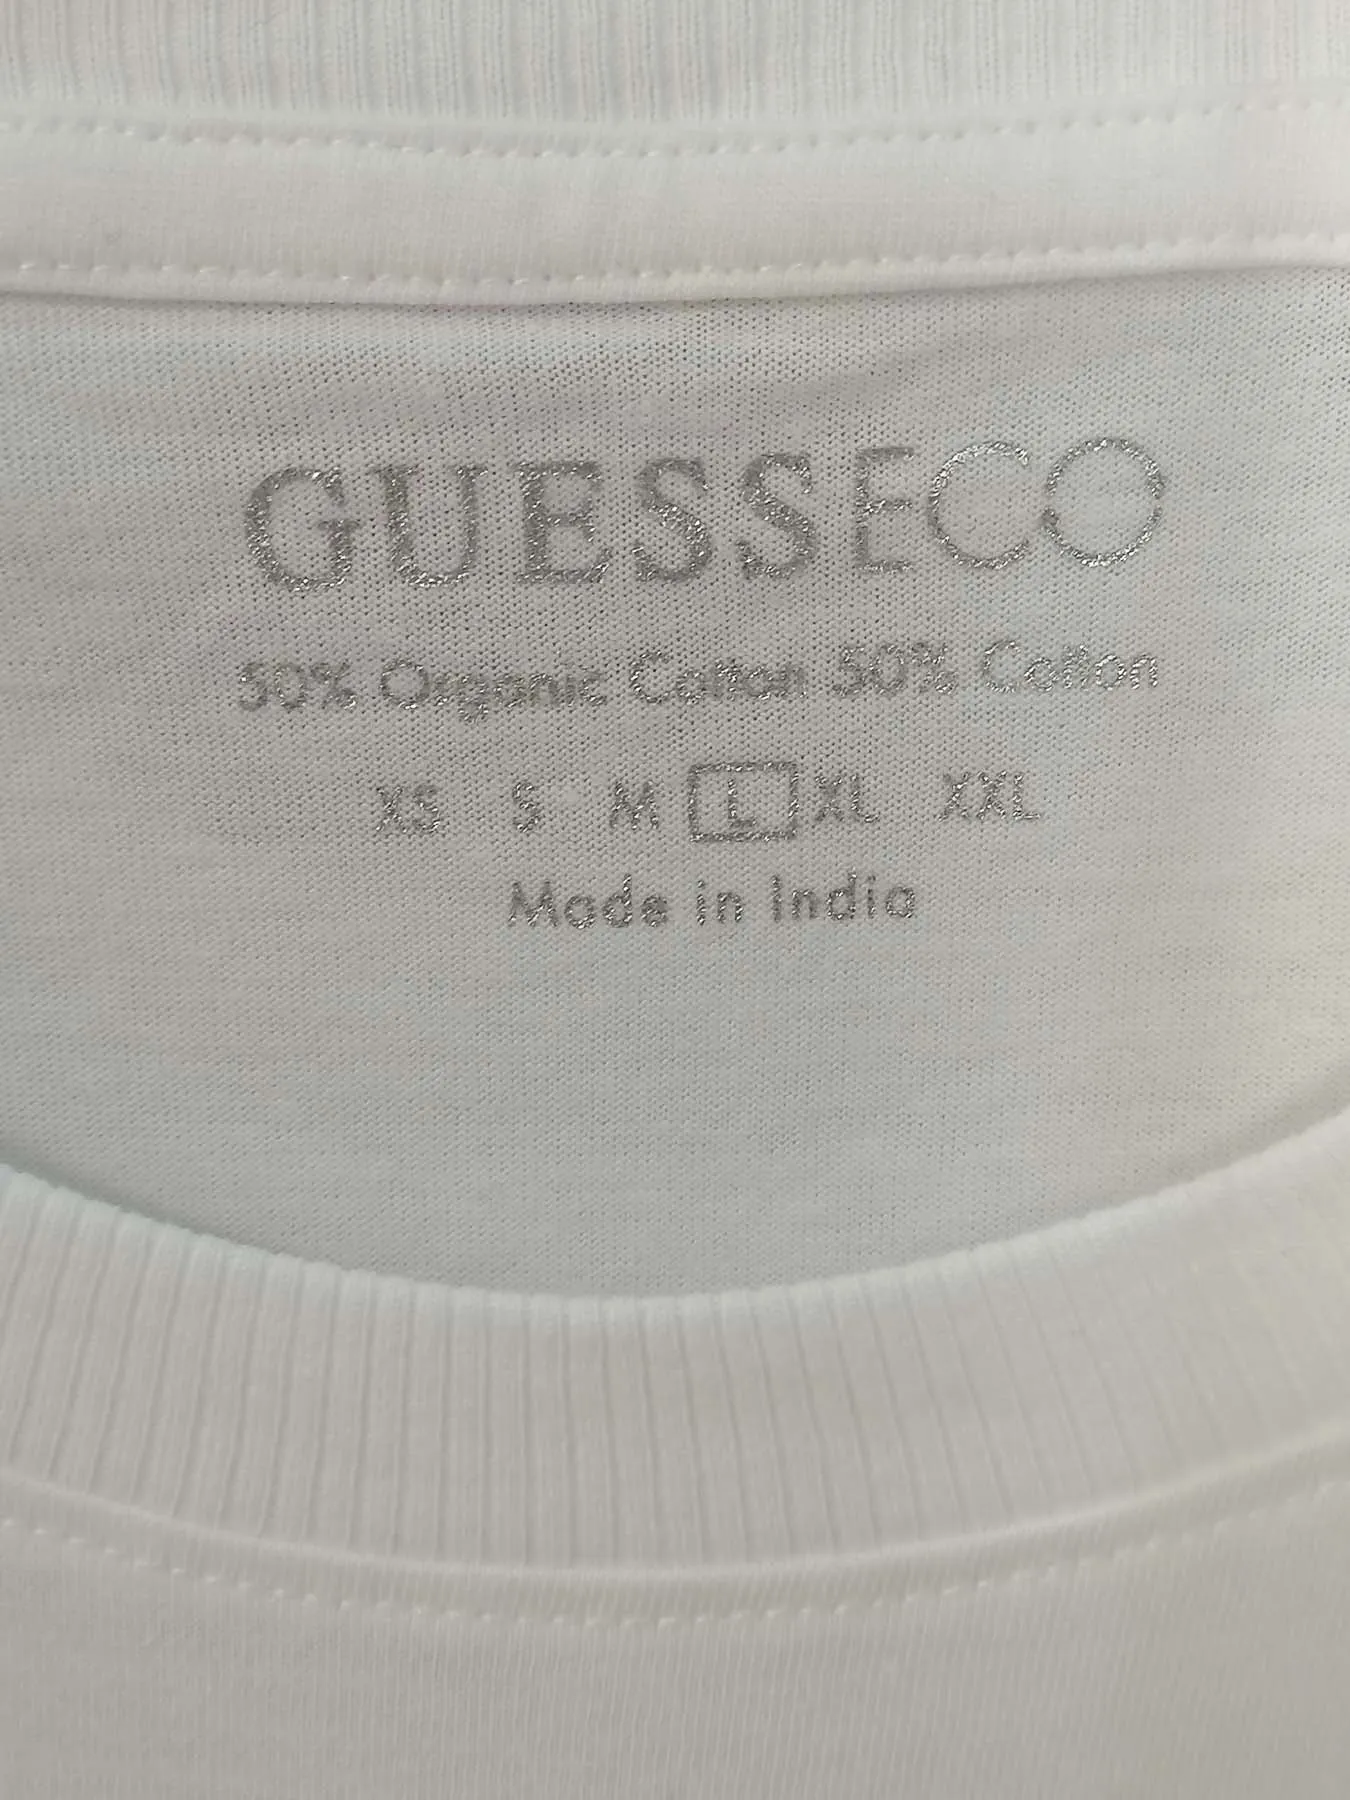 GUESSECO
50% Organic Cotton 50% Cotton
XS S M L XL XXL
Made in India